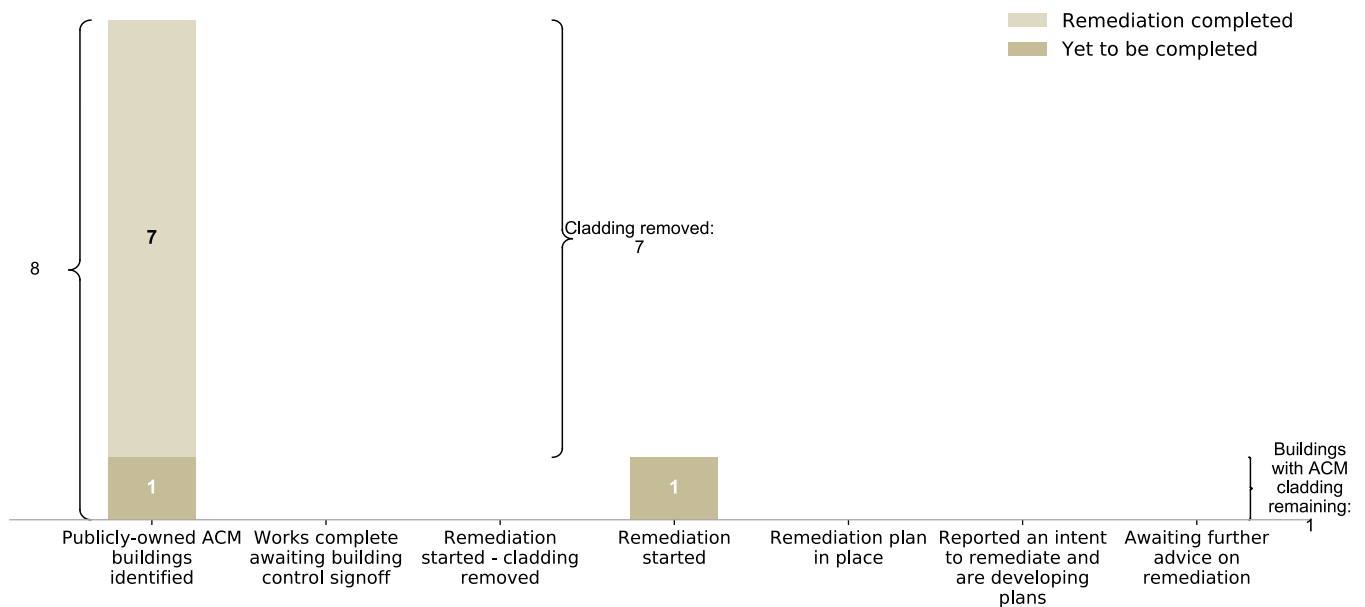 Remediation completed
Yet to be completed
8
7
1
Cladding removed:
7
1
Buildings
with ACM
cladding
remaining:
1
Publicly-owned ACM
buildings
identified
Works complete
awaiting building
control signoff
Remediation
started - cladding
removed
Remediation
started
Remediation plan
in place
Reported an intent
to remediate and
are developing
plans
Awaiting further
advice on
remediation